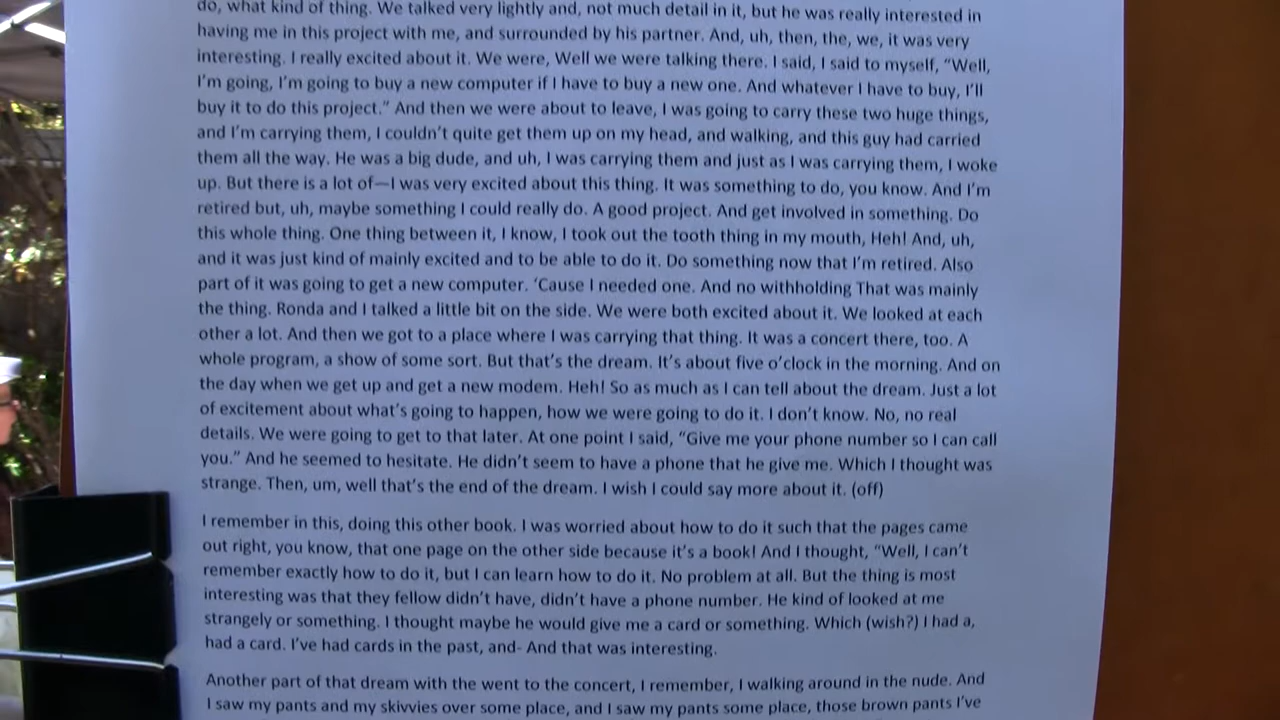 do, what kind of thing. We talked very lightly and, not much detail in it, but he was really interested in
having me in this project with me, and surrounded by his partner. And, uh, then, the, we, it was very
interesting. I really excited about it. We were, Well we were talking there. I said, I said to myself, “Well,
I’m going, I’m going to buy a new computer if I have to buy a new one. And whatever I have to buy, I’ll
buy it to do this project.” And then we were about to leave, I was going to carry these two huge things,
and I’m carrying them, I couldn’t quite get them up on my head, and walking, and this guy had carried
them all the way. He was a big dude, and uh, I was carrying them and just as I was carrying them, I woke
up. But there is a lot of—I was very excited about this thing. It was something to do, you know. And I’m
retired but, uh, maybe something I could really do. A good project. And get involved in something. Do
this whole thing. One thing between it, I know, I took out the tooth thing in my mouth, Heh! And, uh,
and it was just kind of mainly excited and to be able to do it. Do something now that I’m retired. Also
part of it was going to get a new computer. ‘Cause I needed one. And no withholding That was mainly
the thing. Ronda and I talked a little bit on the side. We were both excited about it. We looked at each
other a lot. And then we got to a place where I was carrying that thing. It was a concert there, too. A
whole program, a show of some sort. But that’s the dream. It’s about five o’clock in the morning. And on
the day when we get up and get a new modem. Heh! So as much as I can tell about the dream. Just a lot
of excitement about what’s going to happen, how we were going to do it. I don’t know. No, no real
details. We were going to get to that later. At one point I said, “Give me your phone number so I can call
you.” And he seemed to hesitate. He didn’t seem to have a phone that he give me. Which I thought was
strange. Then, um, well that’s the end of the dream. I wish I could say more about it. (off)
I remember in this, doing this other book. I was worried about how to do it such that the pages came
out right, you know, that one page on the other side because it’s a book! And I thought, “Well, I can’t
remember exactly how to do it, but I can learn how to do it. No problem at all. But the thing is most
interesting was that they fellow didn’t have, didn’t have a phone number. He kind of looked at me
strangely or something. I thought maybe he would give me a card or something. Which (wish?) I had a,
had a card. I’ve had cards in the past, and- And that was interesting.
Another part of that dream with the went to the concert, I remember, I walking around in the nude. And
I saw my pants and my skivvies over some place, and I saw my pants some place, those brown pants I’ve